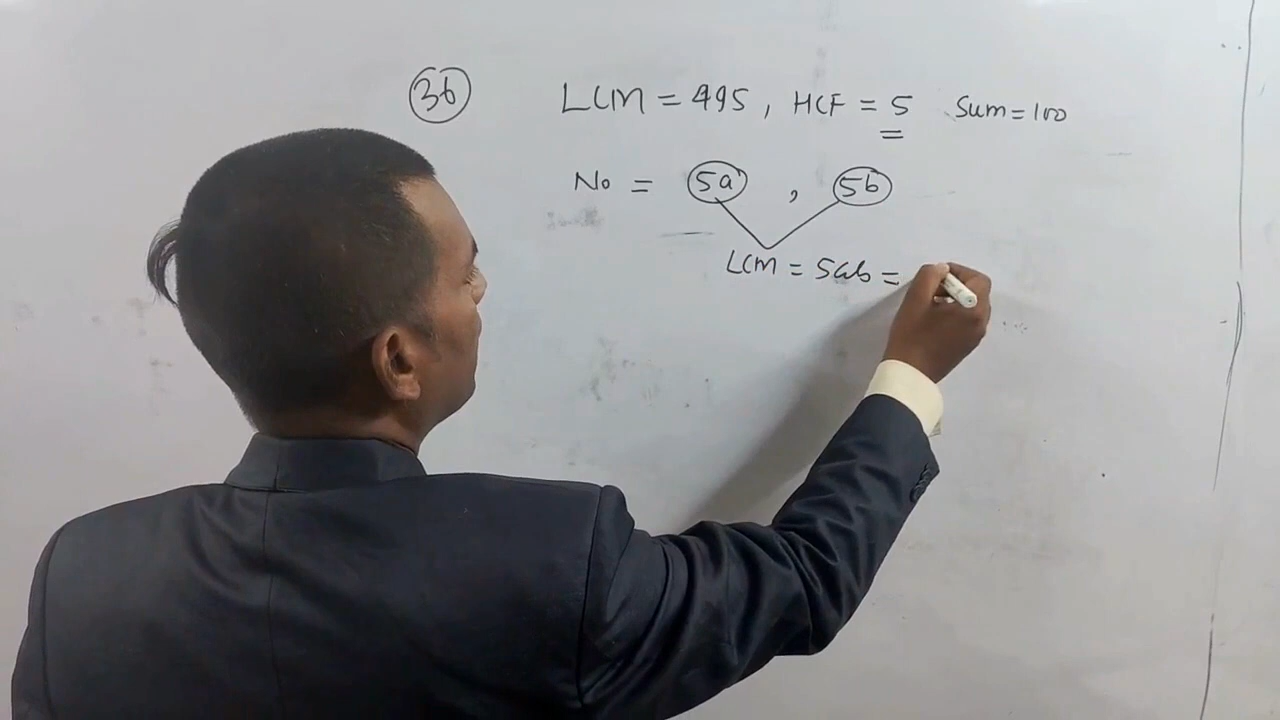 36 LCM = 495, HCF = 5 Sum = 100
No = 5a , 5b
LCM = 5ab =